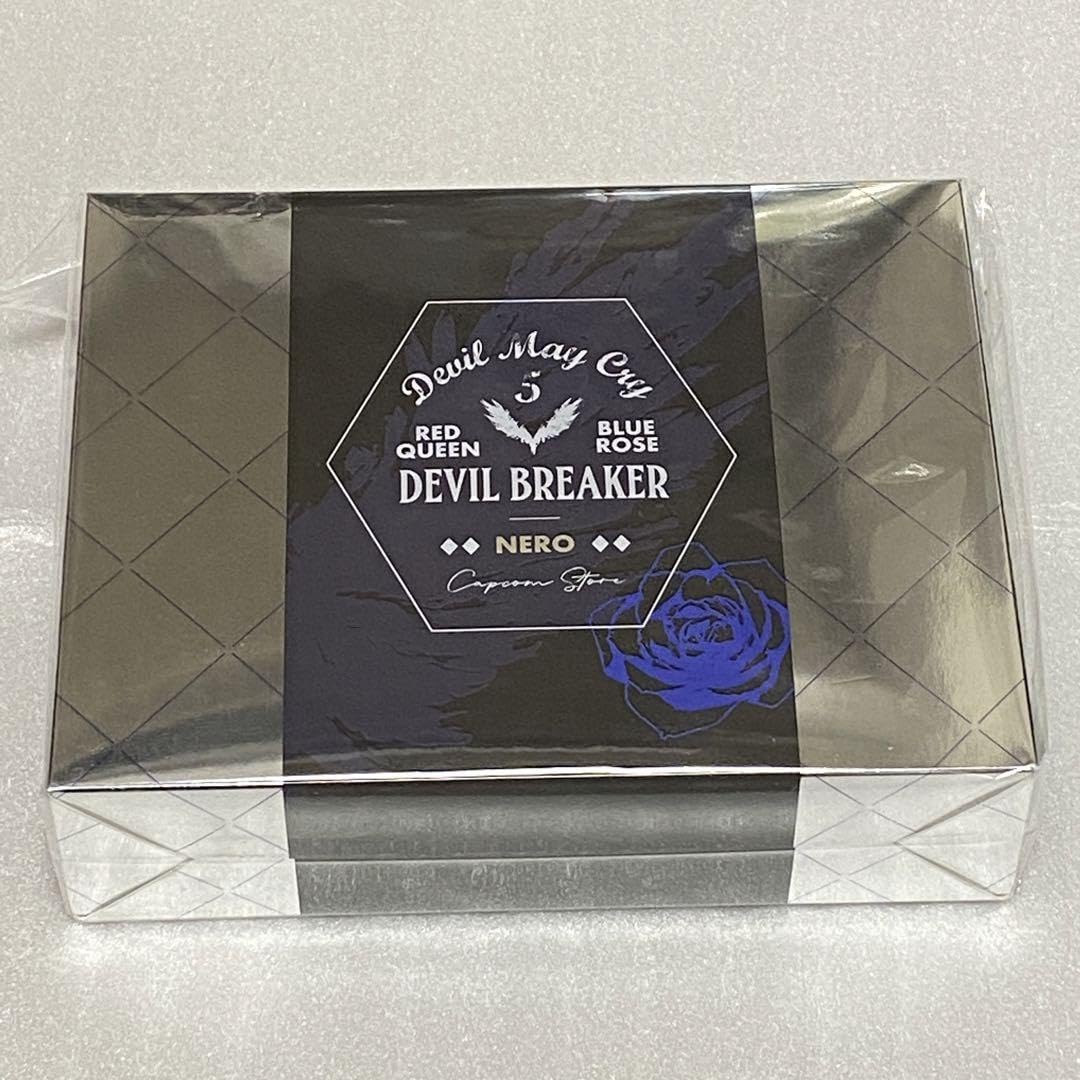 Devil May Cry
5
RED QUEEN
BLUE ROSE
DEVIL BREAKER
NERO
Capcom Store